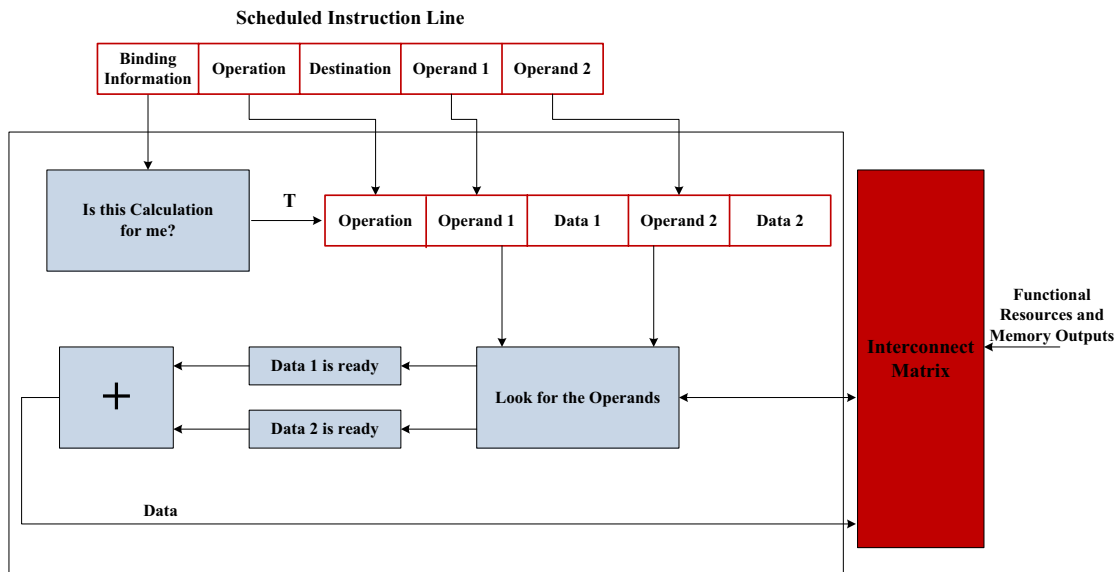 Scheduled Instruction Line
Binding
Information
Operation
Destination
Operand 1
Operand 2
Is this Calculation
for me?
T
Operation
Operand 1
Data 1
Operand 2
Data 2
Functional
Resources and
Memory Outputs
Interconnect
Matrix
+
Data 1 is ready
Data 2 is ready
Look for the Operands
Data